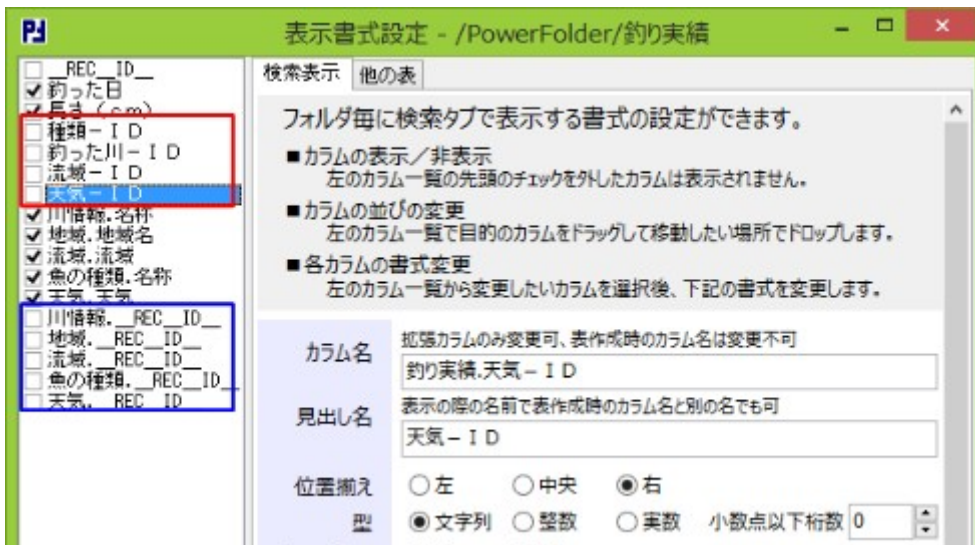 表示書式設定 - /PowerFolder/釣り実績
__REC__ID__
釣った日
長さ（ｃｍ）
種類－ＩＤ
釣った川－ＩＤ
流域－ＩＤ
天気－ＩＤ
川情報.名称
地域.地域名
流域.流域
魚の種類.名称
天気.天気
川情報.__REC__ID__
地域.__REC__ID__
流域.__REC__ID__
魚の種類.__REC__ID__
天気.__REC__ID__
検索表示 他の表
フォルダ毎に検索タブで表示する書式の設定ができます。
■カラムの表示／非表示
左のカラム一覧の先頭のチェックを外したカラムは表示されません。
■カラムの並びの変更
左のカラム一覧で目的のカラムをドラッグして移動したい場所でドロップします。
■各カラムの書式変更
左のカラム一覧から変更したいカラムを選択後、下記の書式を変更します。
カラム名 拡張カラムのみ変更可、表作成時のカラム名は変更不可
釣り実績.天気－ＩＤ
見出し名 表示の際の名前で表作成時のカラム名と別の名でも可
天気－ＩＤ
位置揃え 左 中央 右
型 文字列 整数 実数 小数点以下桁数 0